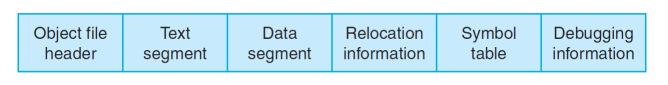 Object file
header
Text
segment
Data
segment
Relocation
information
Symbol
table
Debugging
information